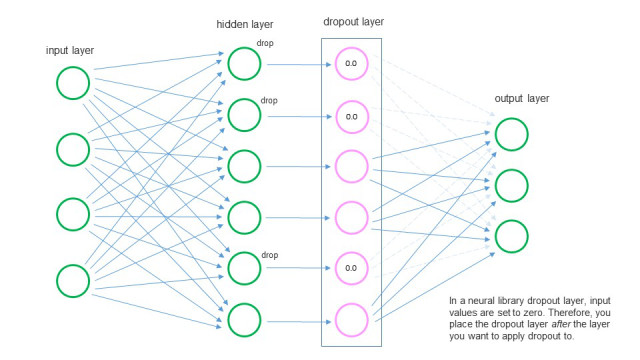 hidden layer
dropout layer
input layer
drop
0.0
output layer
drop
0.0
drop
0.0
In a neural library dropout layer, input
values are set to zero. Therefore, you
place the dropout layer after the layer
you want to apply dropout to.